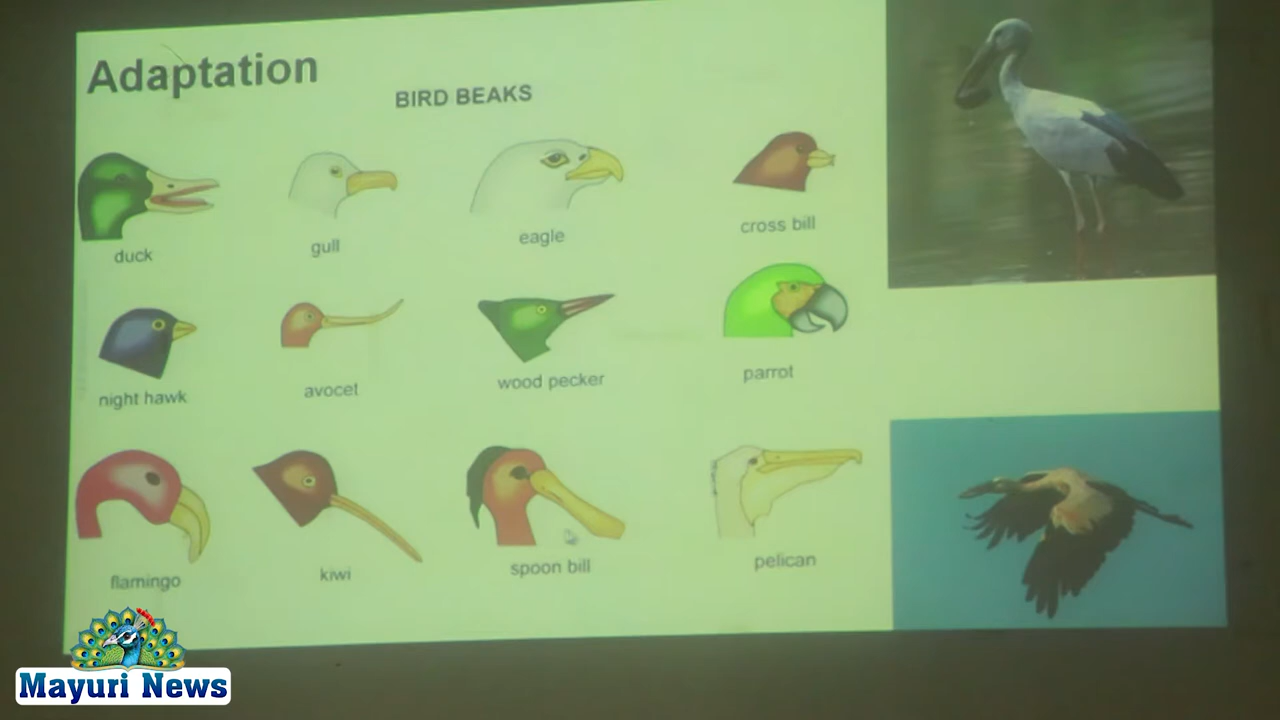 Adaptation
BIRD BEAKS
duck
gull
eagle
cross bill
night hawk
avocet
wood pecker
parrot
flamingo
kiwi
spoon bill
pelican
Mayuri News